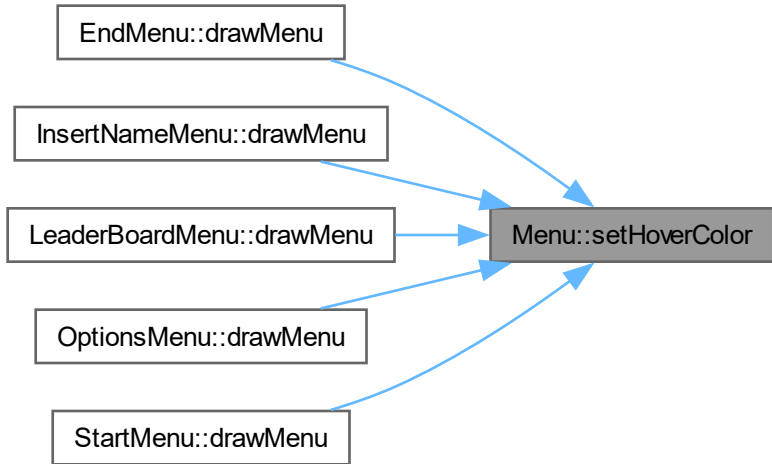 EndMenu::drawMenu
InsertNameMenu::drawMenu
LeaderBoardMenu::drawMenu
Menu::setHoverColor
OptionsMenu::drawMenu
StartMenu::drawMenu